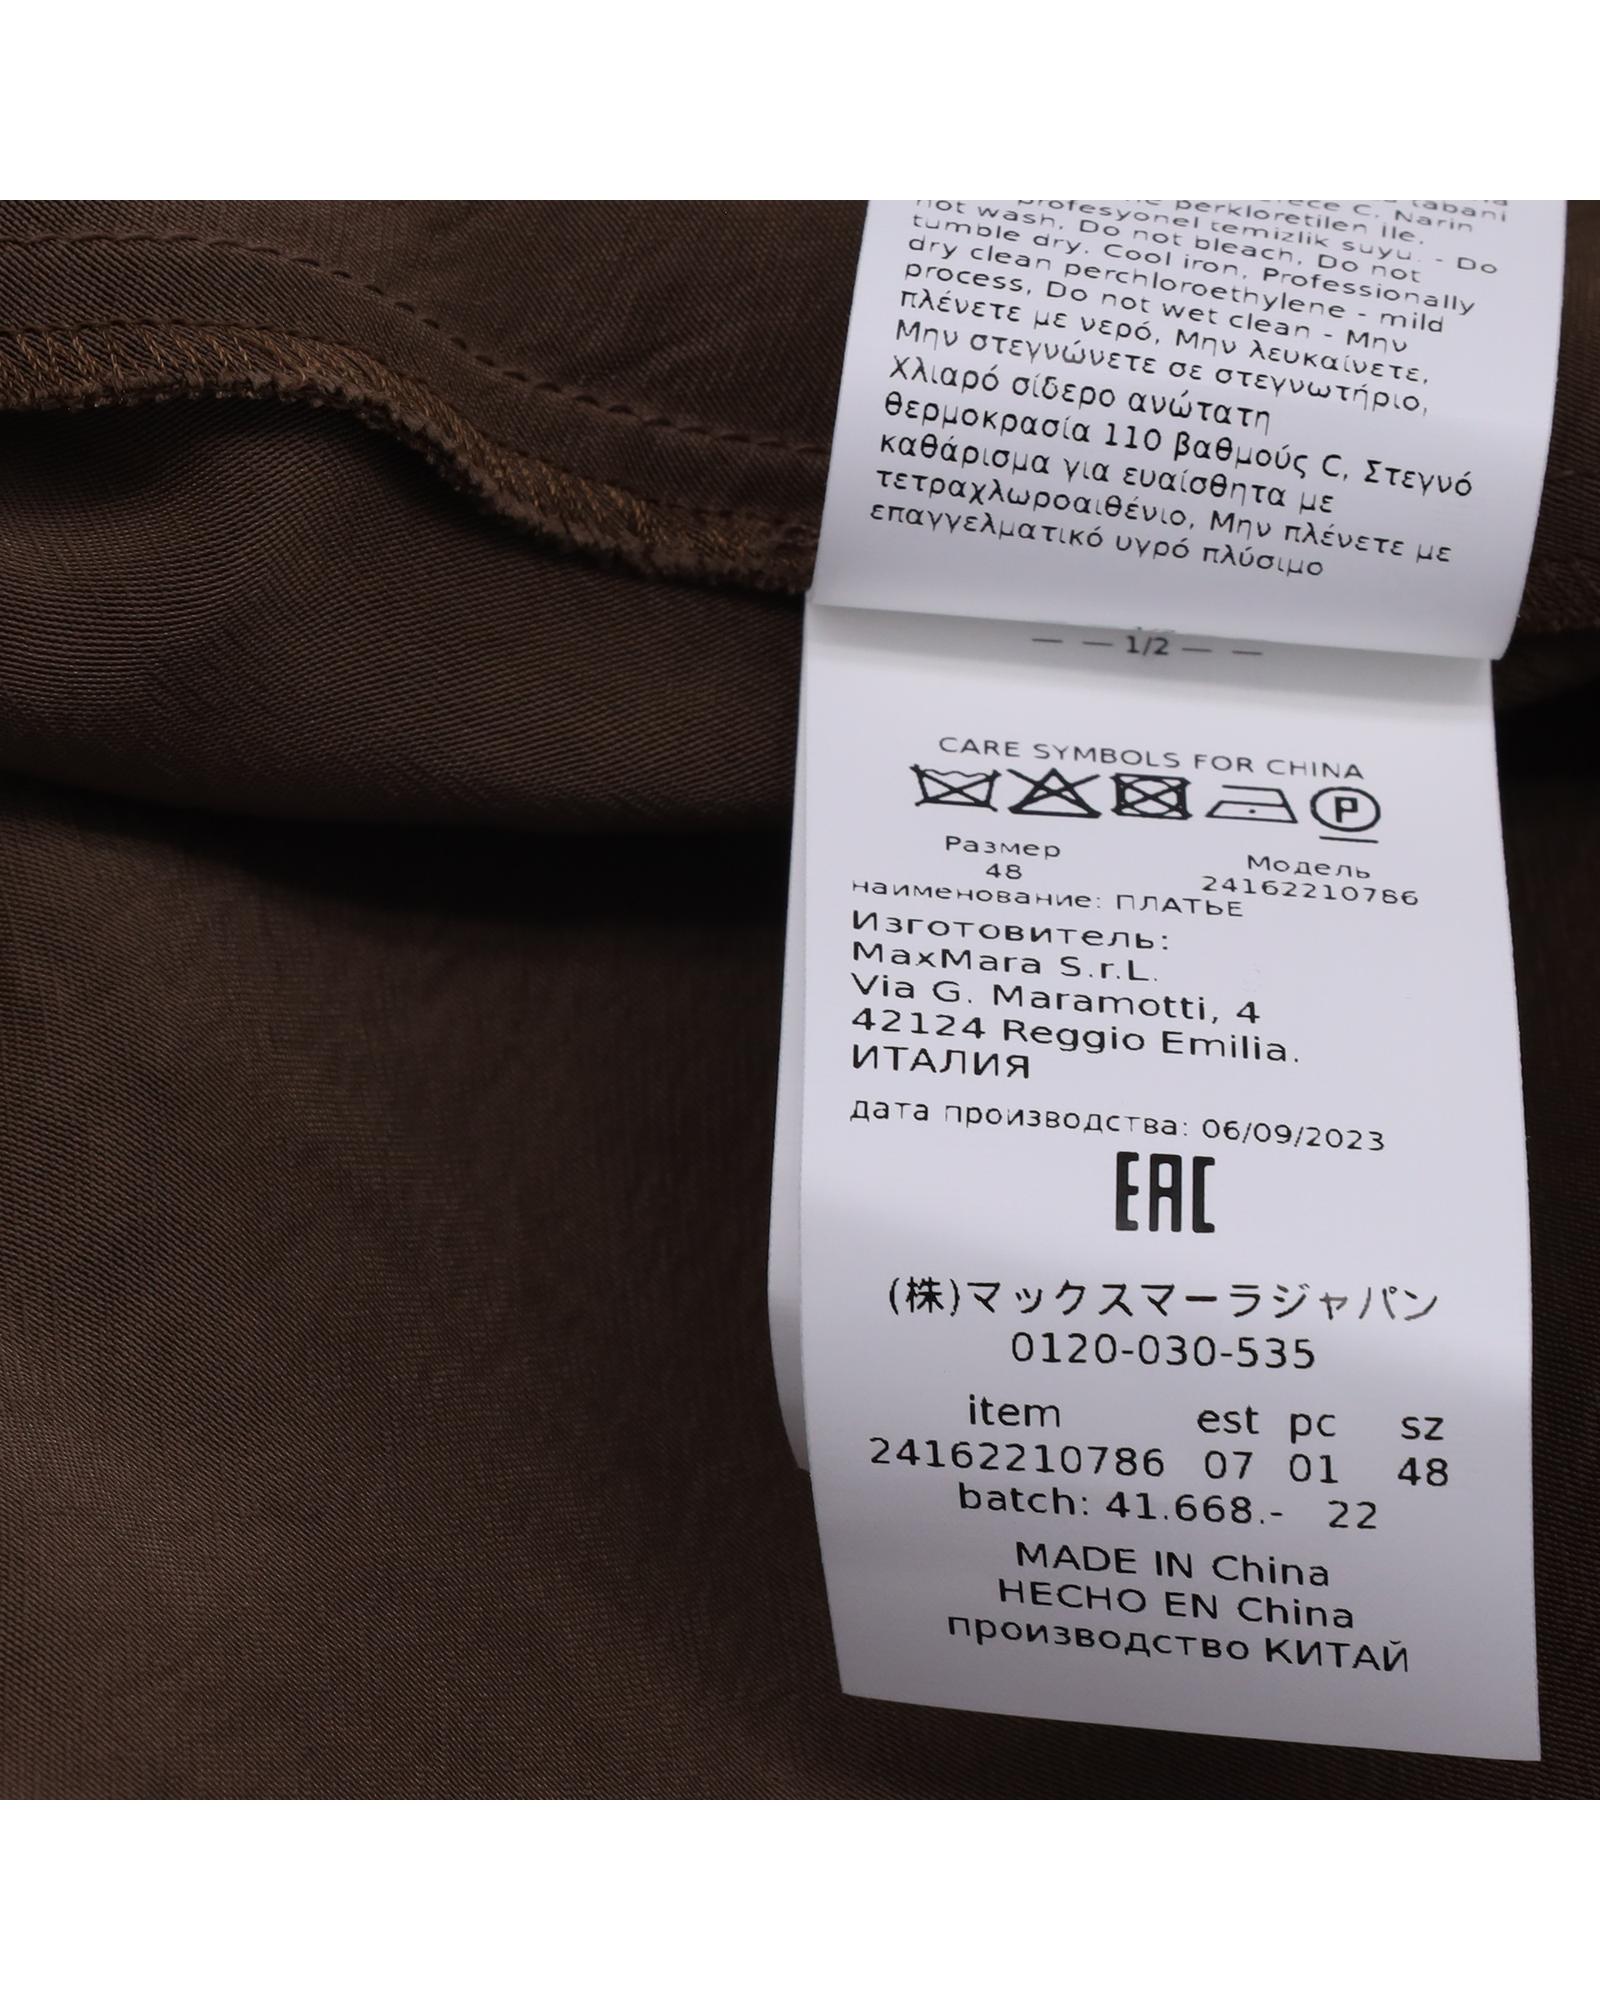 tabani
C, Narin
perkloretilen ile.
profesyonel temizlik suyu. - Do
not wash, Do not bleach, Do not
tumble dry. Cool iron, Professionally
dry clean perchloroethylene - mild
process, Do not wet clean - Μην
πλένετε με νερό, Μην λευκαίνετε,
Μην στεγνώνετε σε στεγνωτήριο,
Χλιαρό σίδερο ανώτατη
θερμοκρασία 110 βαθμούς C, Στεγνό
καθάρισμα για ευαίσθητα με
τετραχλωροαιθένιο, Μην πλένετε με
επαγγελματικό υγρό πλύσιμο
— — 1/2 — —
CARE SYMBOLS FOR CHINA
P
Размер Модель
48 24162210786
наименование: ПЛАТЬЕ
Изготовитель:
MaxMara S.r.L.
Via G. Maramotti, 4
42124 Reggio Emilia.
ИТАЛИЯ
дата производства: 06/09/2023
EAC
(株)マックスマーラジャパン
0120-030-535
item est pc sz
24162210786 07 01 48
batch: 41.668.- 22
MADE IN China
HECHO EN China
производство КИТАЙ